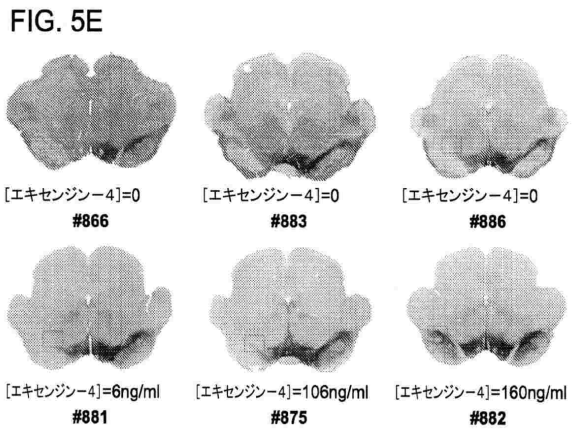 FIG. 5E
[エキセンジン-4]=0
[エキセンジン-4]=0
[エキセンジン-4]=0
#866
#883
#886
[エキセンジン-4]=6ng/ml
[エキセンジン-4]=106ng/ml
[エキセンジン-4]=160ng/ml
#881
#875
#882